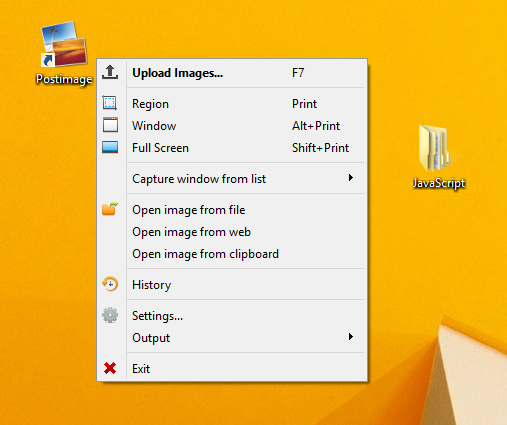 Postimage
Upload Images... F7
Region Print
Window Alt+Print
Full Screen Shift+Print
Capture window from list
Open image from file
Open image from web
Open image from clipboard
History
Settings...
Output
Exit
JavaScript